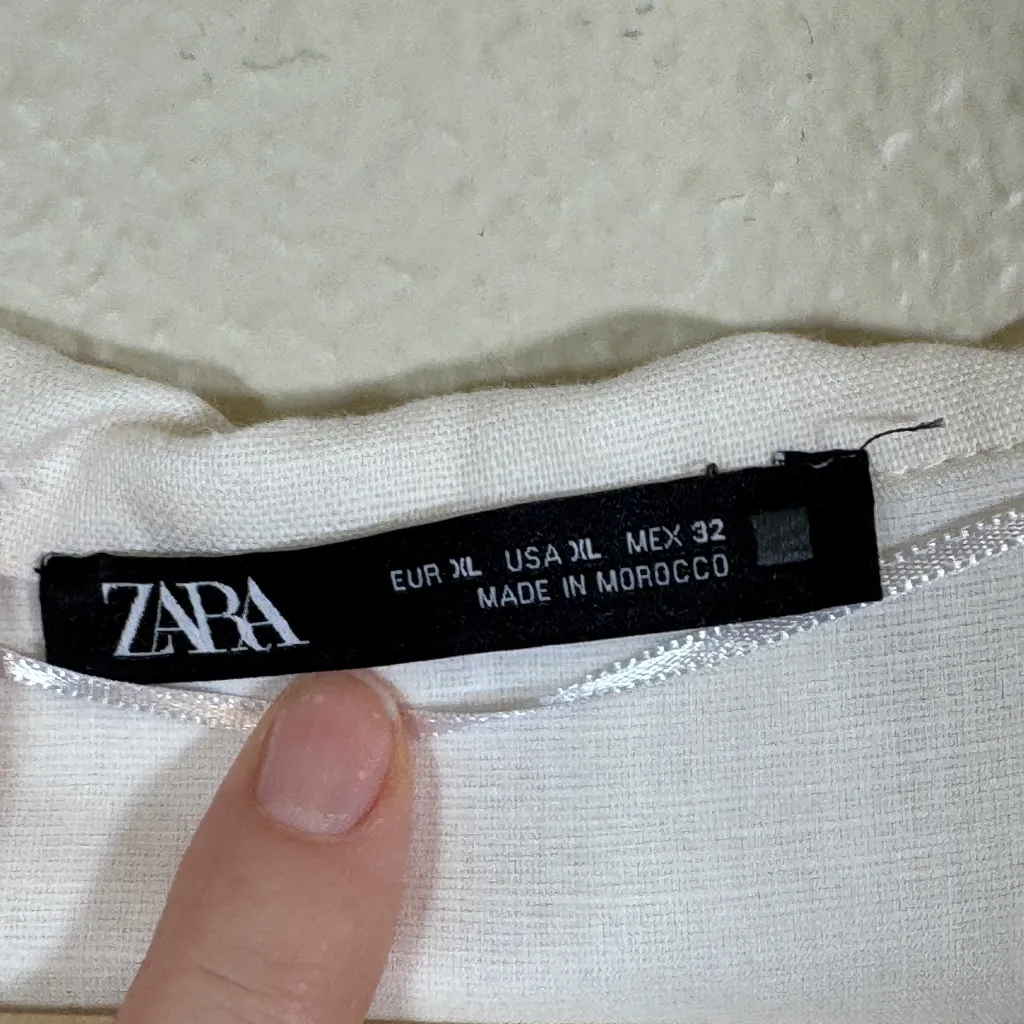 ZARA
EUR XL USA XL MEX 32
MADE IN MOROCCO